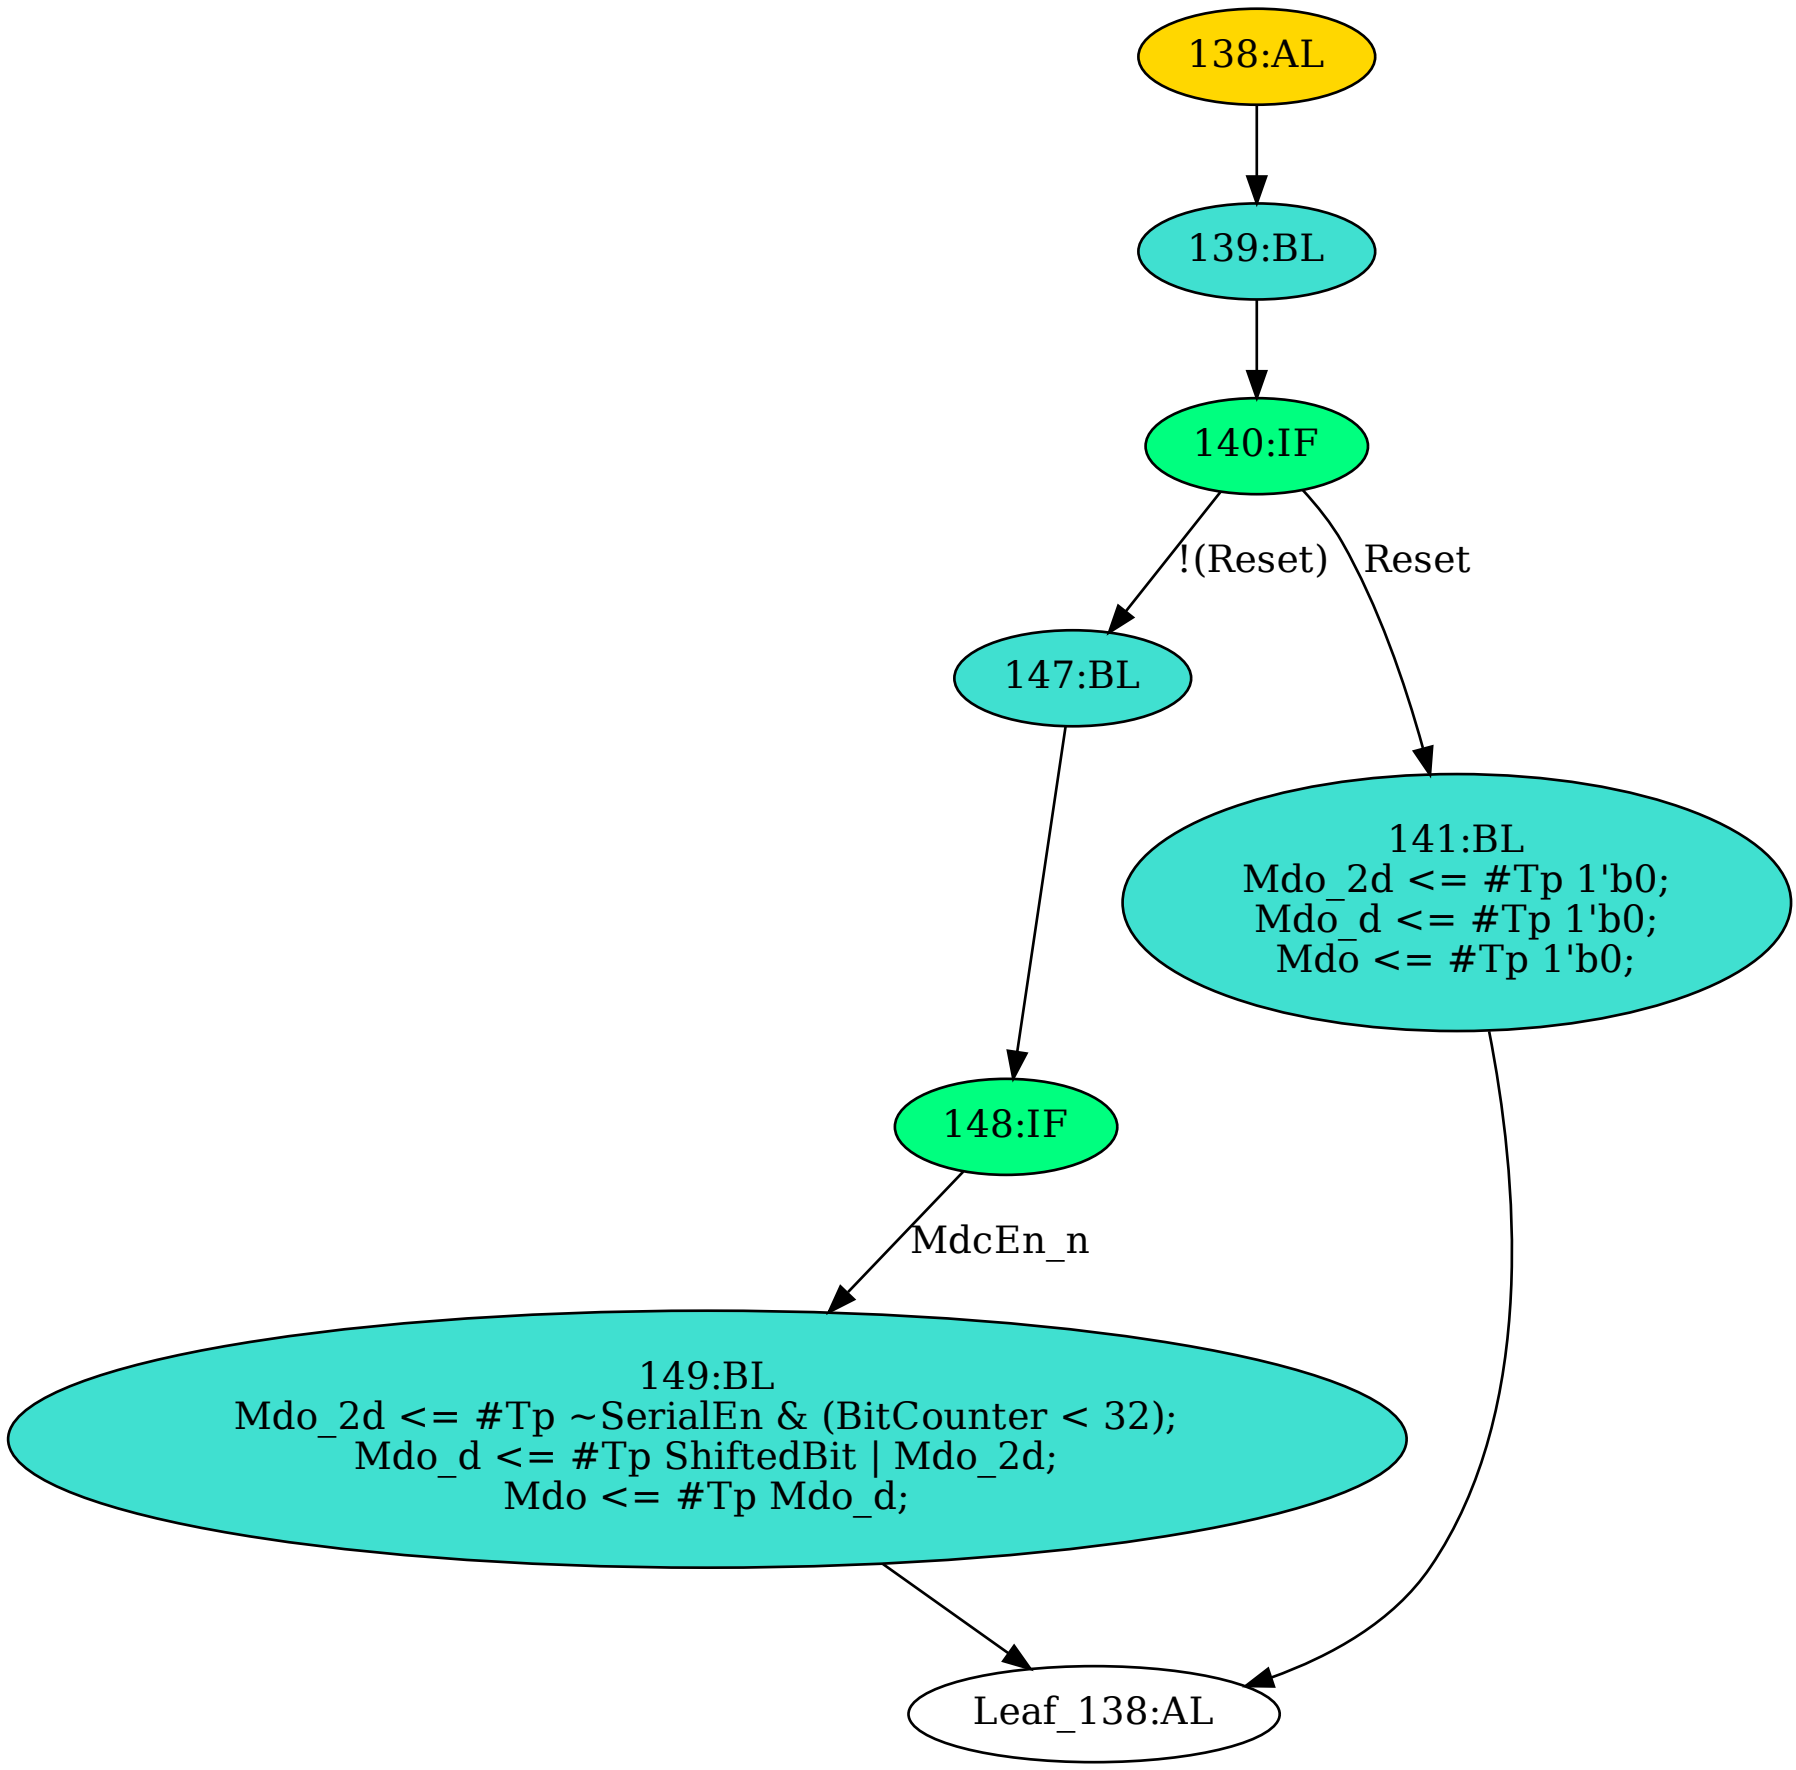 138:AL
139:BL
140:IF
!(Reset)
Reset
147:BL
141:BL
Mdo_2d <= #Tp 1'b0;
Mdo_d <= #Tp 1'b0;
Mdo <= #Tp 1'b0;
148:IF
MdcEn_n
149:BL
Mdo_2d <= #Tp ~SerialEn & (BitCounter < 32);
Mdo_d <= #Tp ShiftedBit | Mdo_2d;
Mdo <= #Tp Mdo_d;
Leaf_138:AL